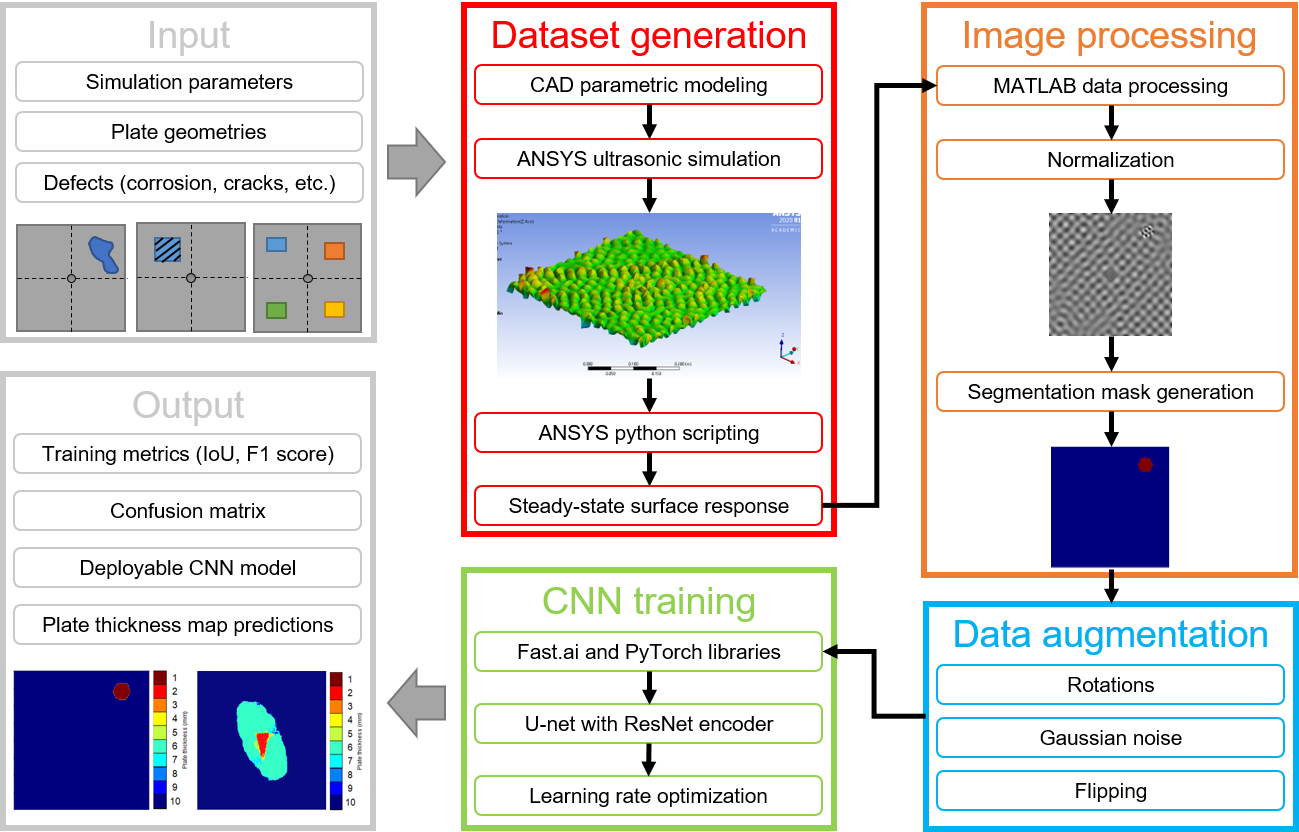 Input
Simulation parameters
Plate geometries
Defects (corrosion, cracks, etc.)
Dataset generation
CAD parametric modeling
ANSYS ultrasonic simulation
ANSYS
2020 R1
ACADEMIC
0.000
0.100
0.050
0.150
ANSYS python scripting
Steady-state surface response
Image processing
MATLAB data processing
Normalization
Segmentation mask generation
Data augmentation
Rotations
Gaussian noise
Flipping
CNN training
Fast.ai and PyTorch libraries
U-net with ResNet encoder
Learning rate optimization
Output
Training metrics (IoU, F1 score)
Confusion matrix
Deployable CNN model
Plate thickness map predictions
1
2
3
4
5
6
7
8
9
10
Plate thickness (mm)
1
2
3
4
5
6
7
8
9
10
Plate thickness (mm)